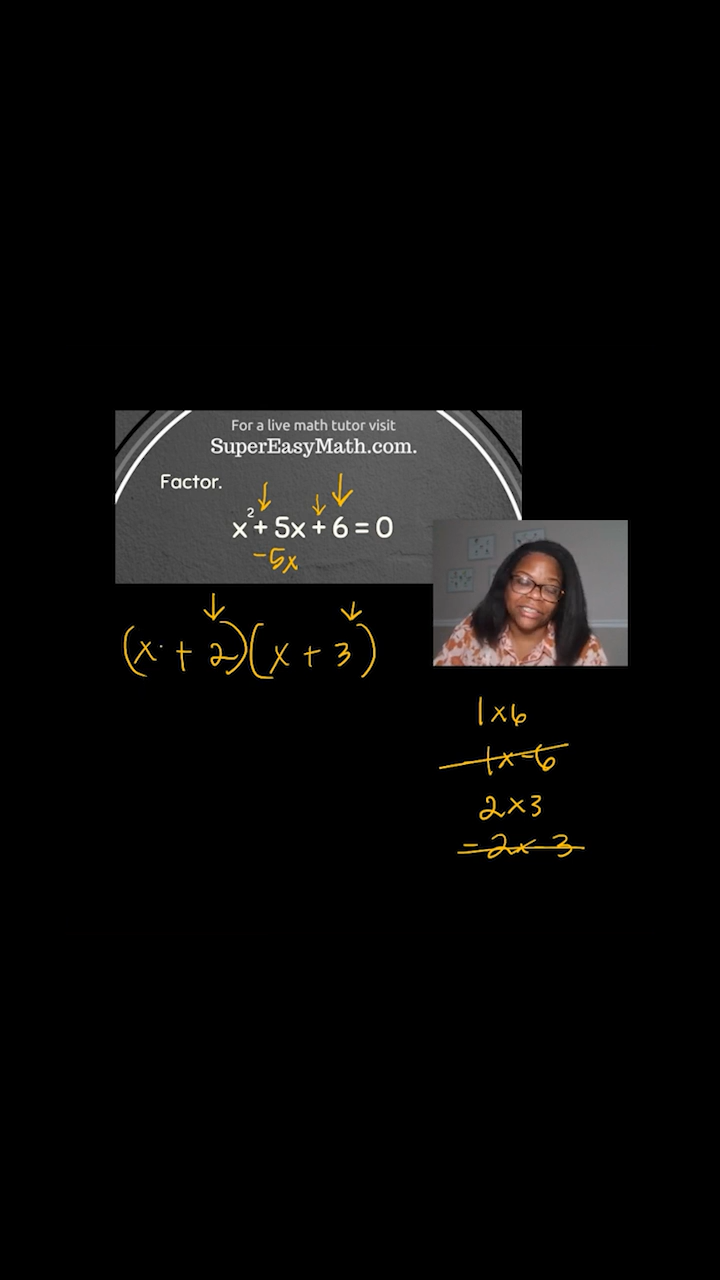 For a live math tutor visit
SuperEasyMath.com.
Factor.
x² + 5x + 6 = 0
-5x
(x + 2)(x + 3)
1x6
-1x-6
2x3
-2x-3